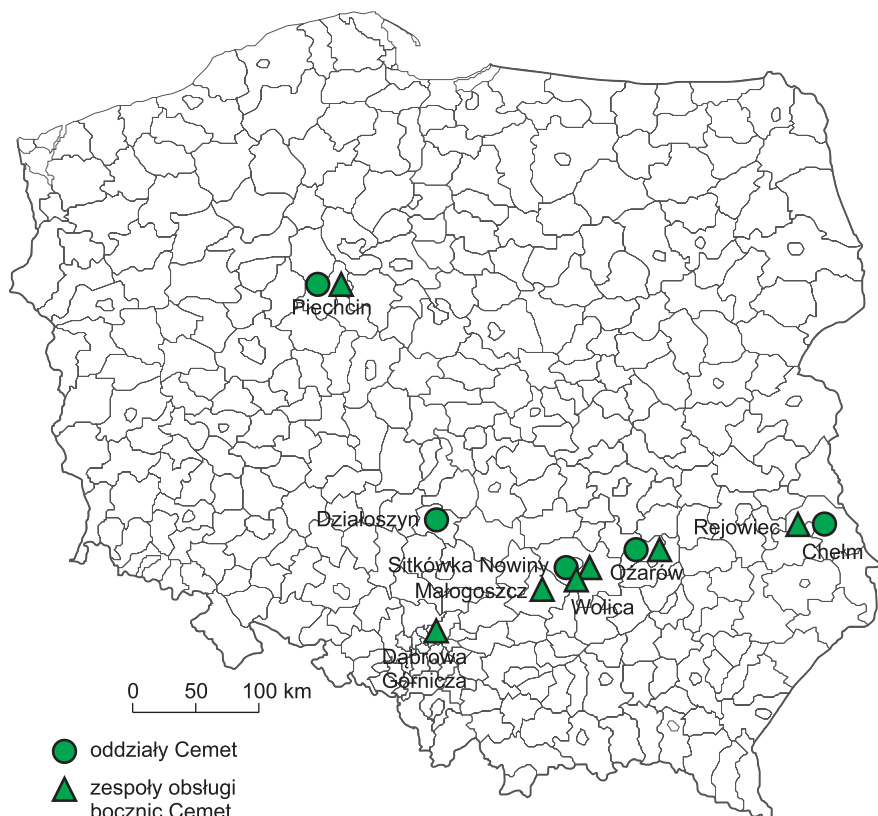 Piechcin
Działoszyn
Rejowiec
Chełm
Sitkówka Nowiny
Ożarów
Małogoszcz
Wolica
Dąbrowa
Górnicza
0 50 100 km
oddziały Cemet
zespoły obsługi
bocznic Cemet